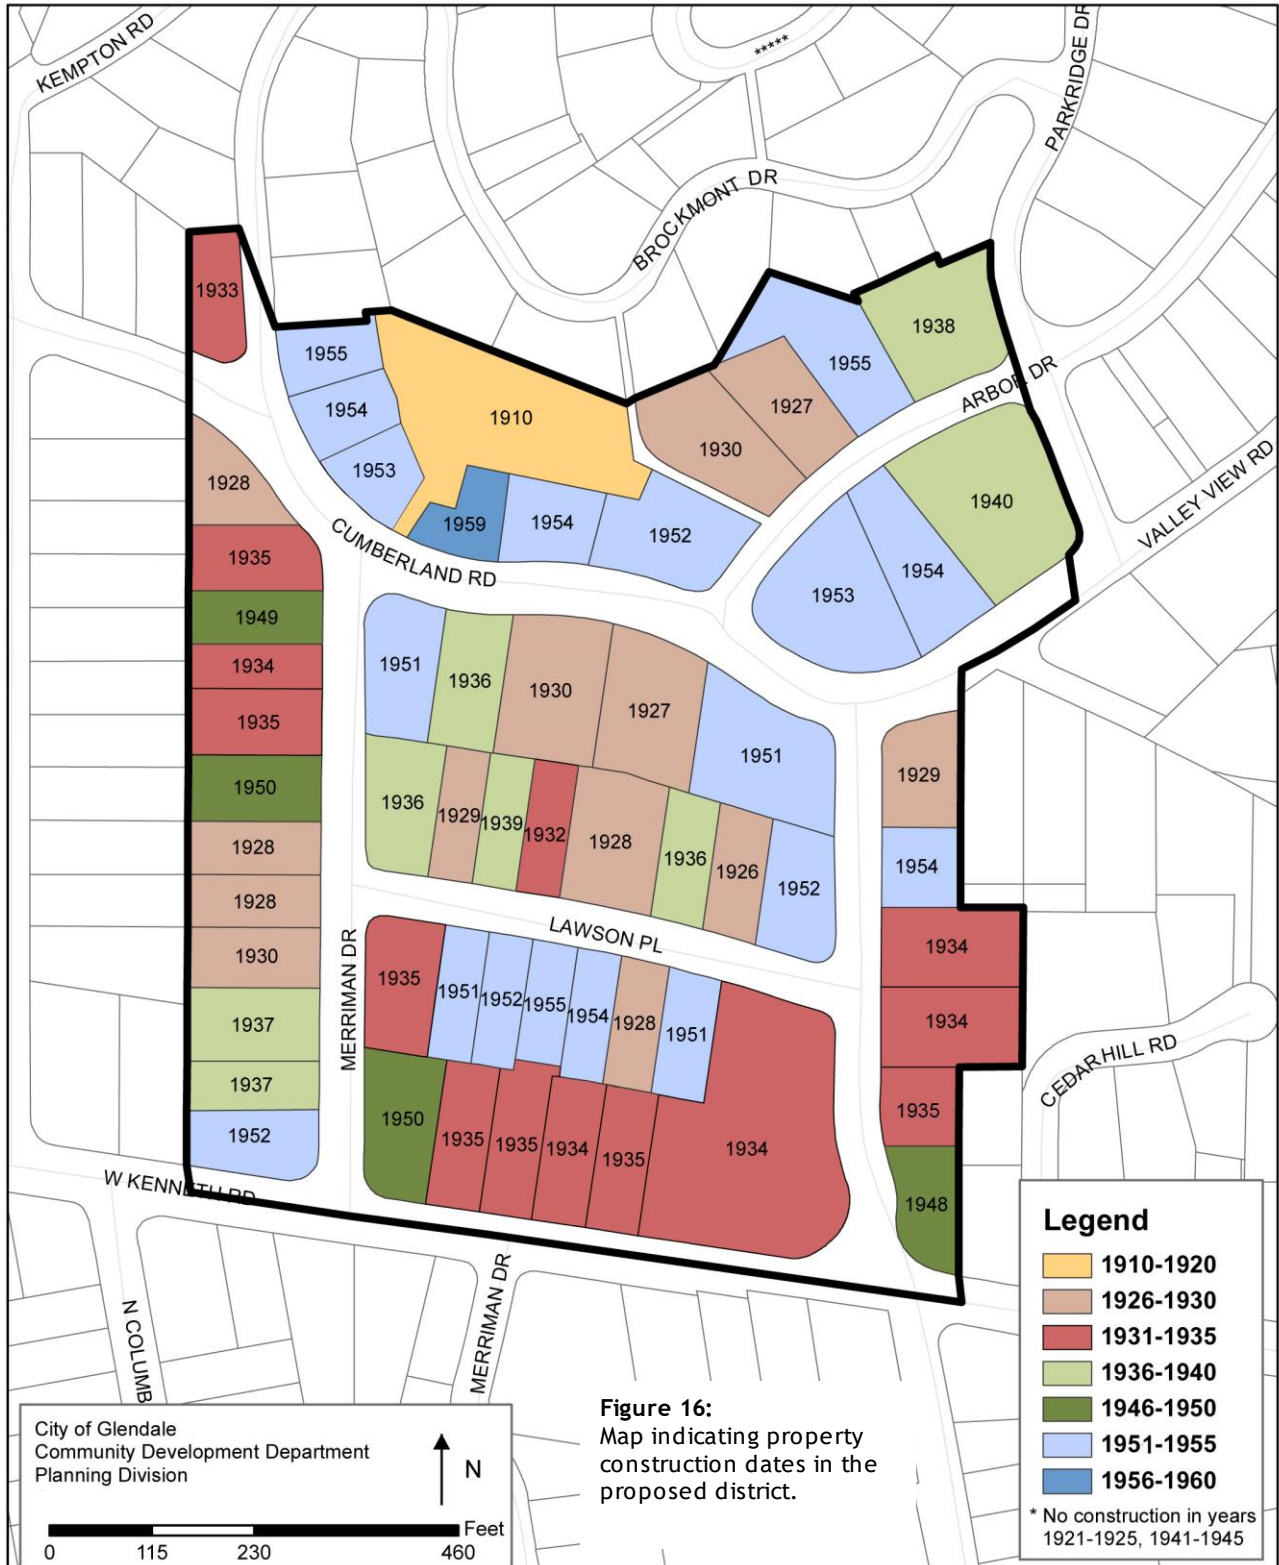 KEMPTON RD
*****
PARKRIDGE DR
BROCKMONT DR
1933
1955
1954
1953
1910
1938
1955
1927
1930
ARBOR DR
1940
VALLEY VIEW RD
1928
1959
1954
1952
1954
1953
CUMBERLAND RD
1935
1949
1934
1935
1950
1928
1928
1930
1937
1937
1952
1951
1936
1930
1927
1951
1936
1929
1939
1932
1928
1936
1926
1952
1929
1954
1934
1934
1935
1948
LAWSON PL
MERRIMAN DR
1935
1951
1952
1955
1954
1928
1951
1934
1950
1935
1935
1934
1935
CEDAR HILL RD
W KENNETH RD
N COLUMB
MERRIMAN DR
Legend
1910-1920
1926-1930
1931-1935
1936-1940
1946-1950
1951-1955
1956-1960
* No construction in years
1921-1925, 1941-1945
Figure 16:
Map indicating property
construction dates in the
proposed district.
City of Glendale
Community Development Department
Planning Division
N
Feet
0 115 230 460